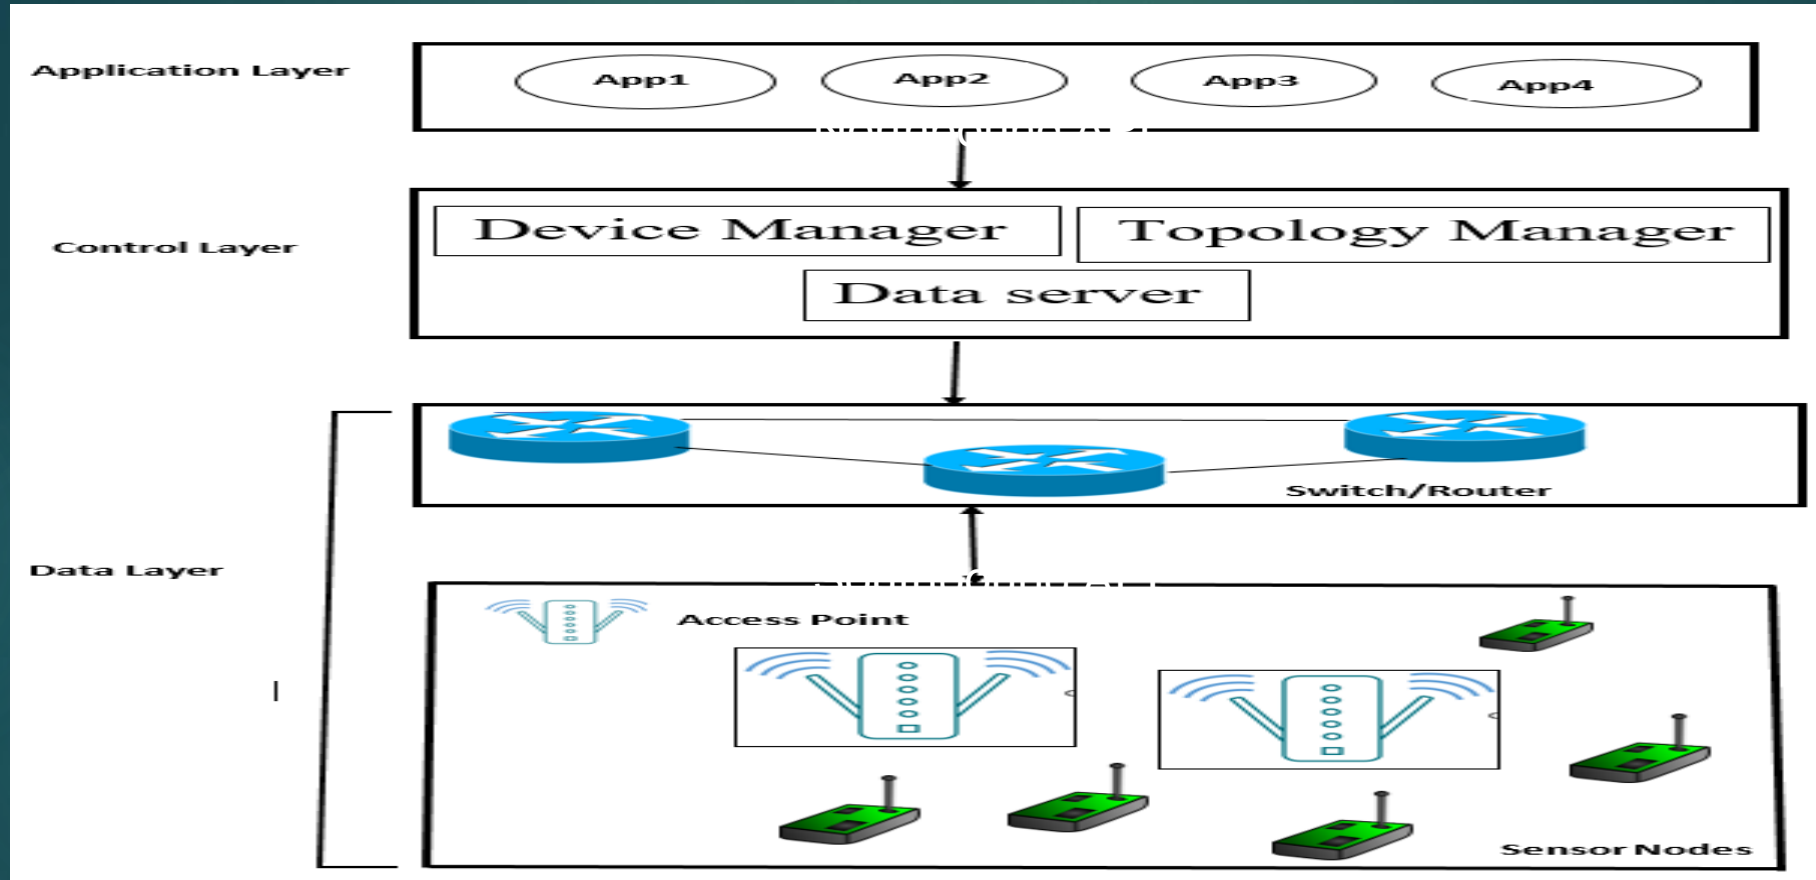 Application Layer
App1
App2
App3
App4
Control Layer
Device Manager
Topology Manager
Data server
Switch/Router
Data Layer
Access Point
Sensor Nodes